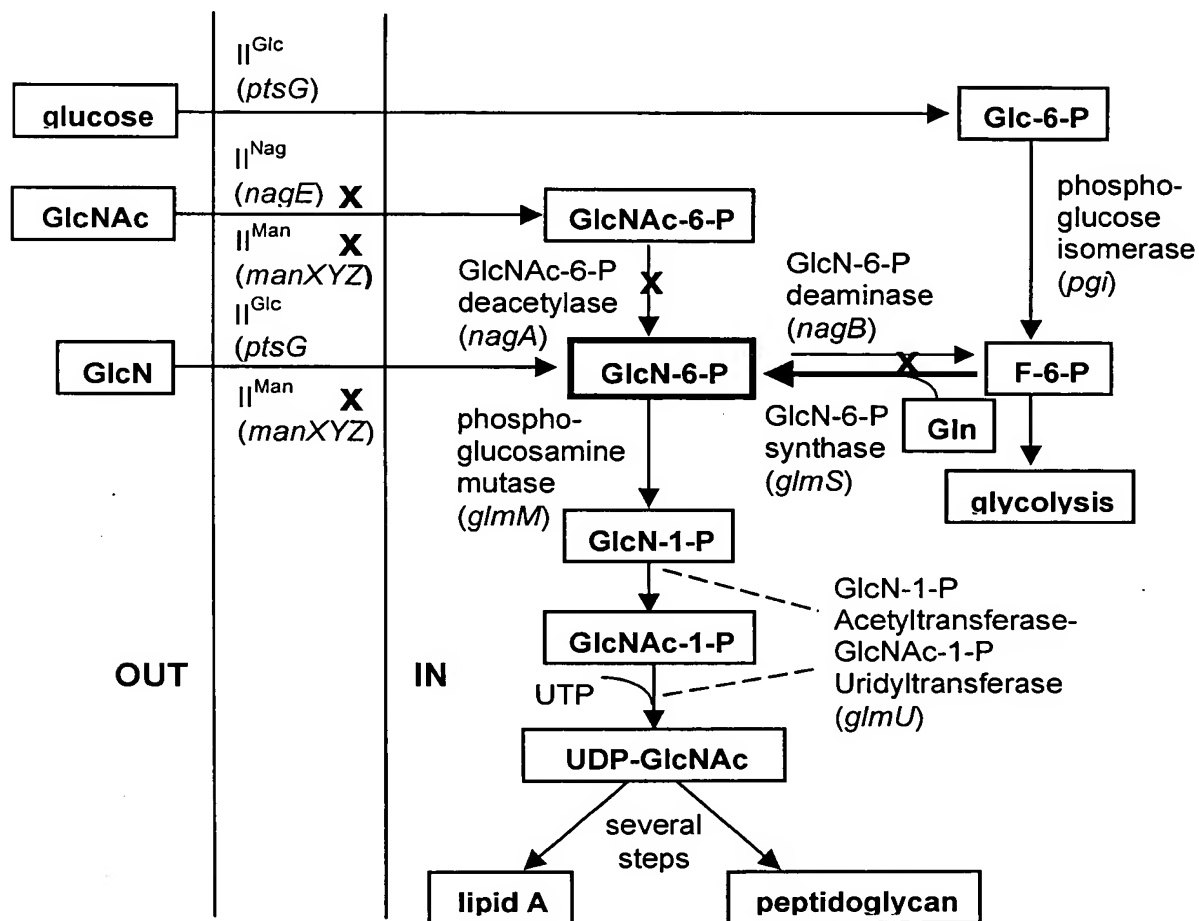 II^Glc
(ptsG)
glucose
Glc-6-P
II^Nag
(nagE) X
GlcNAc
GlcNAc-6-P
II^Man X
(manXYZ)
phospho-
glucose
isomerase
(pgi)
GlcNAc-6-P
deacetylase
(nagA)
X
GlcN-6-P
deaminase
(nagB)
II^Glc
(ptsG
GlcN
GlcN-6-P
X
F-6-P
II^Man X
(manXYZ)
phospho-
glucosamine
mutase
(glmM)
GlcN-6-P
synthase
(glmS)
Gln
glycolysis
GlcN-1-P
GlcN-1-P
Acetyltransferase-
GlcNAc-1-P
Uridyltransferase
(glmU)
GlcNAc-1-P
OUT
IN
UTP
UDP-GlcNAc
several
steps
lipid A
peptidoglycan